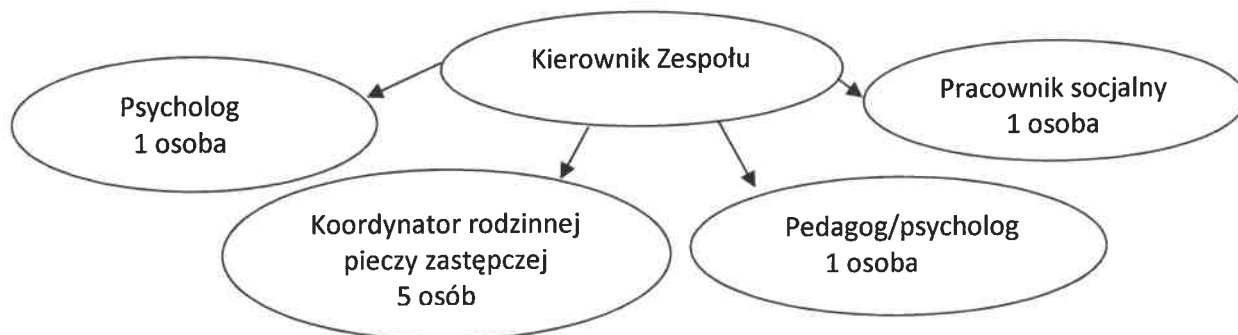 Kierownik Zespołu
Psycholog
1 osoba
Pracownik socjalny
1 osoba
Koordynator rodzinnej
pieczy zastępczej
5 osób
Pedagog/psycholog
1 osoba